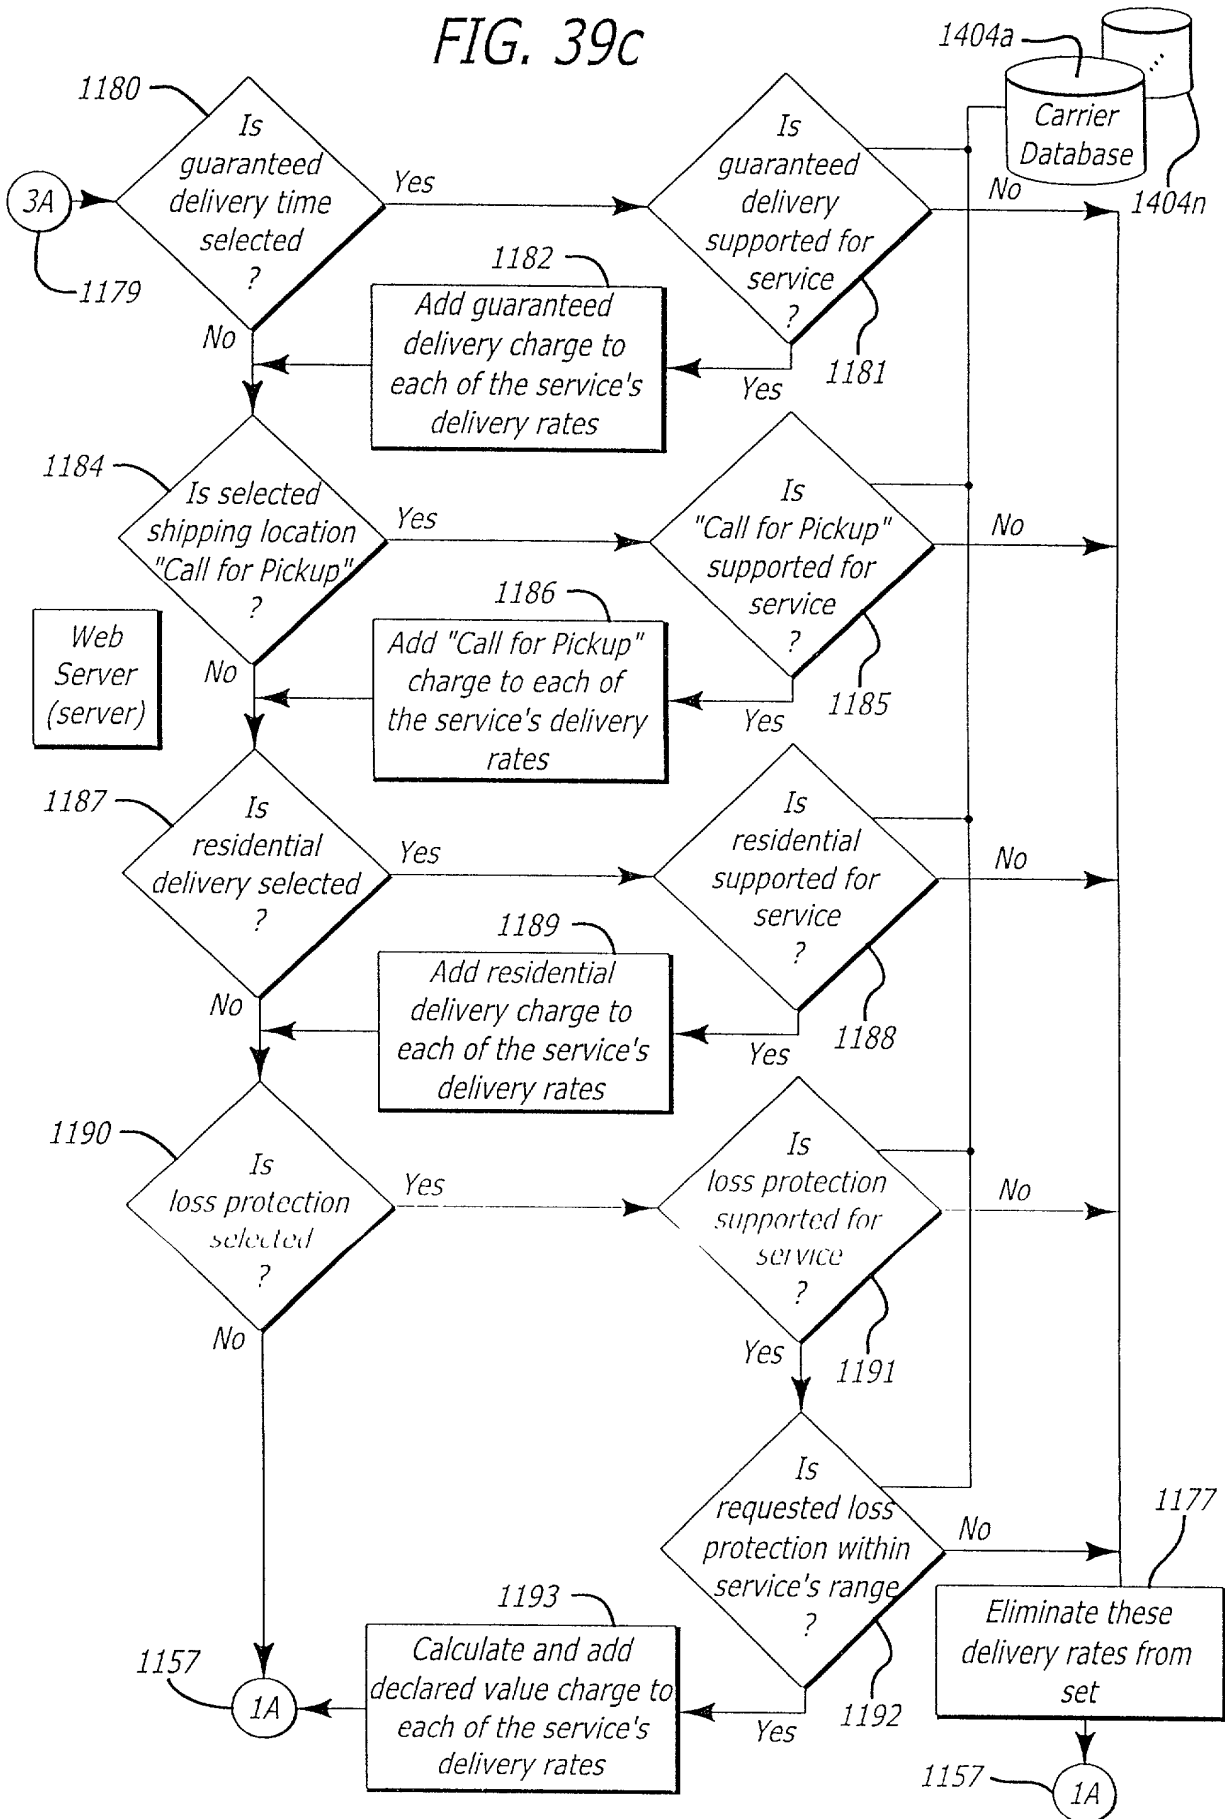 FIG. 39c
1404a
1180
Is
guaranteed
delivery time
selected
?
Is
guaranteed
delivery
supported for
service
?
Carrier
Database
1404n
3A
Yes
No
1179
1182
Add guaranteed
delivery charge to
each of the service's
delivery rates
No
Yes
1181
1184
Is selected
shipping location
"Call for Pickup"
?
Yes
Is
"Call for Pickup"
supported for
service
?
No
Web
Server
(server)
1186
Add "Call for Pickup"
charge to each of
the service's delivery
rates
No
Yes
1185
1187
Is
residential
delivery selected
?
Yes
Is
residential
supported for
service
?
No
1189
Add residential
delivery charge to
each of the service's
delivery rates
No
Yes
1188
1190
Is
loss protection
selected
?
Yes
Is
loss protection
supported for
service
?
No
No
Yes
1191
Is
requested loss
protection within
service's range
?
No
1177
Eliminate these
delivery rates from
set
1193
Calculate and add
declared value charge to
each of the service's
delivery rates
1157
1A
Yes
1192
1157
1A